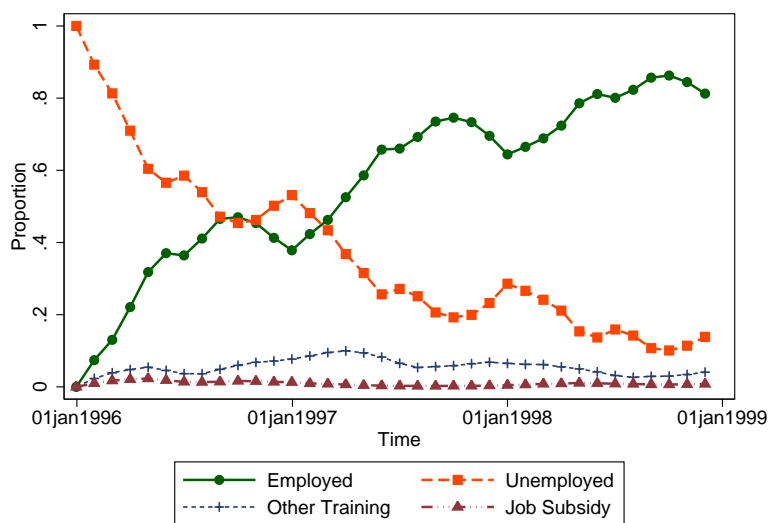 1
.8
.6
.4
.2
0
Proportion
01jan1996 01jan1997 01jan1998 01jan1999
Time
Employed Unemployed
Other Training Job Subsidy